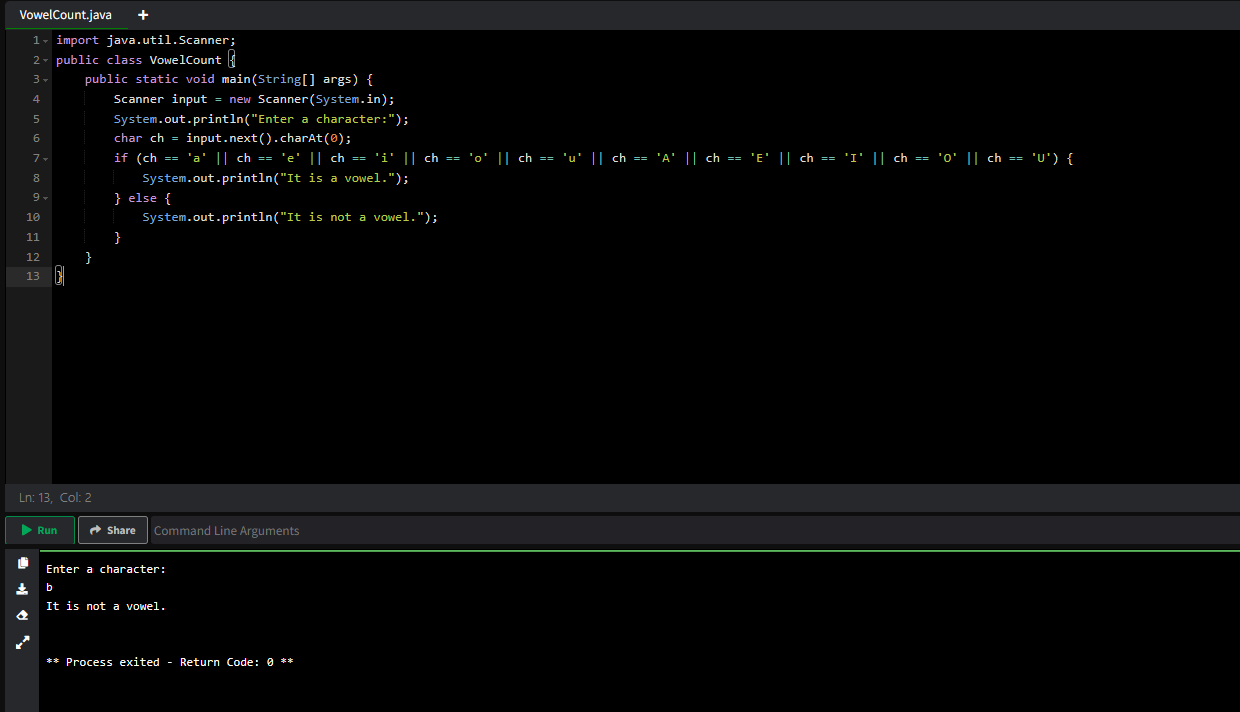 VowelCount.java +
1 import java.util.Scanner;
2 public class VowelCount {
3     public static void main(String[] args) {
4         Scanner input = new Scanner(System.in);
5         System.out.println("Enter a character:");
6         char ch = input.next().charAt(0);
7         if (ch == 'a' || ch == 'e' || ch == 'i' || ch == 'o' || ch == 'u' || ch == 'A' || ch == 'E' || ch == 'I' || ch == 'O' || ch == 'U') {
8             System.out.println("It is a vowel.");
9         } else {
10             System.out.println("It is not a vowel.");
11         }
12     }
13 }
Ln: 13, Col: 2
Run Share Command Line Arguments
Enter a character:
b
It is not a vowel.
** Process exited - Return Code: 0 **